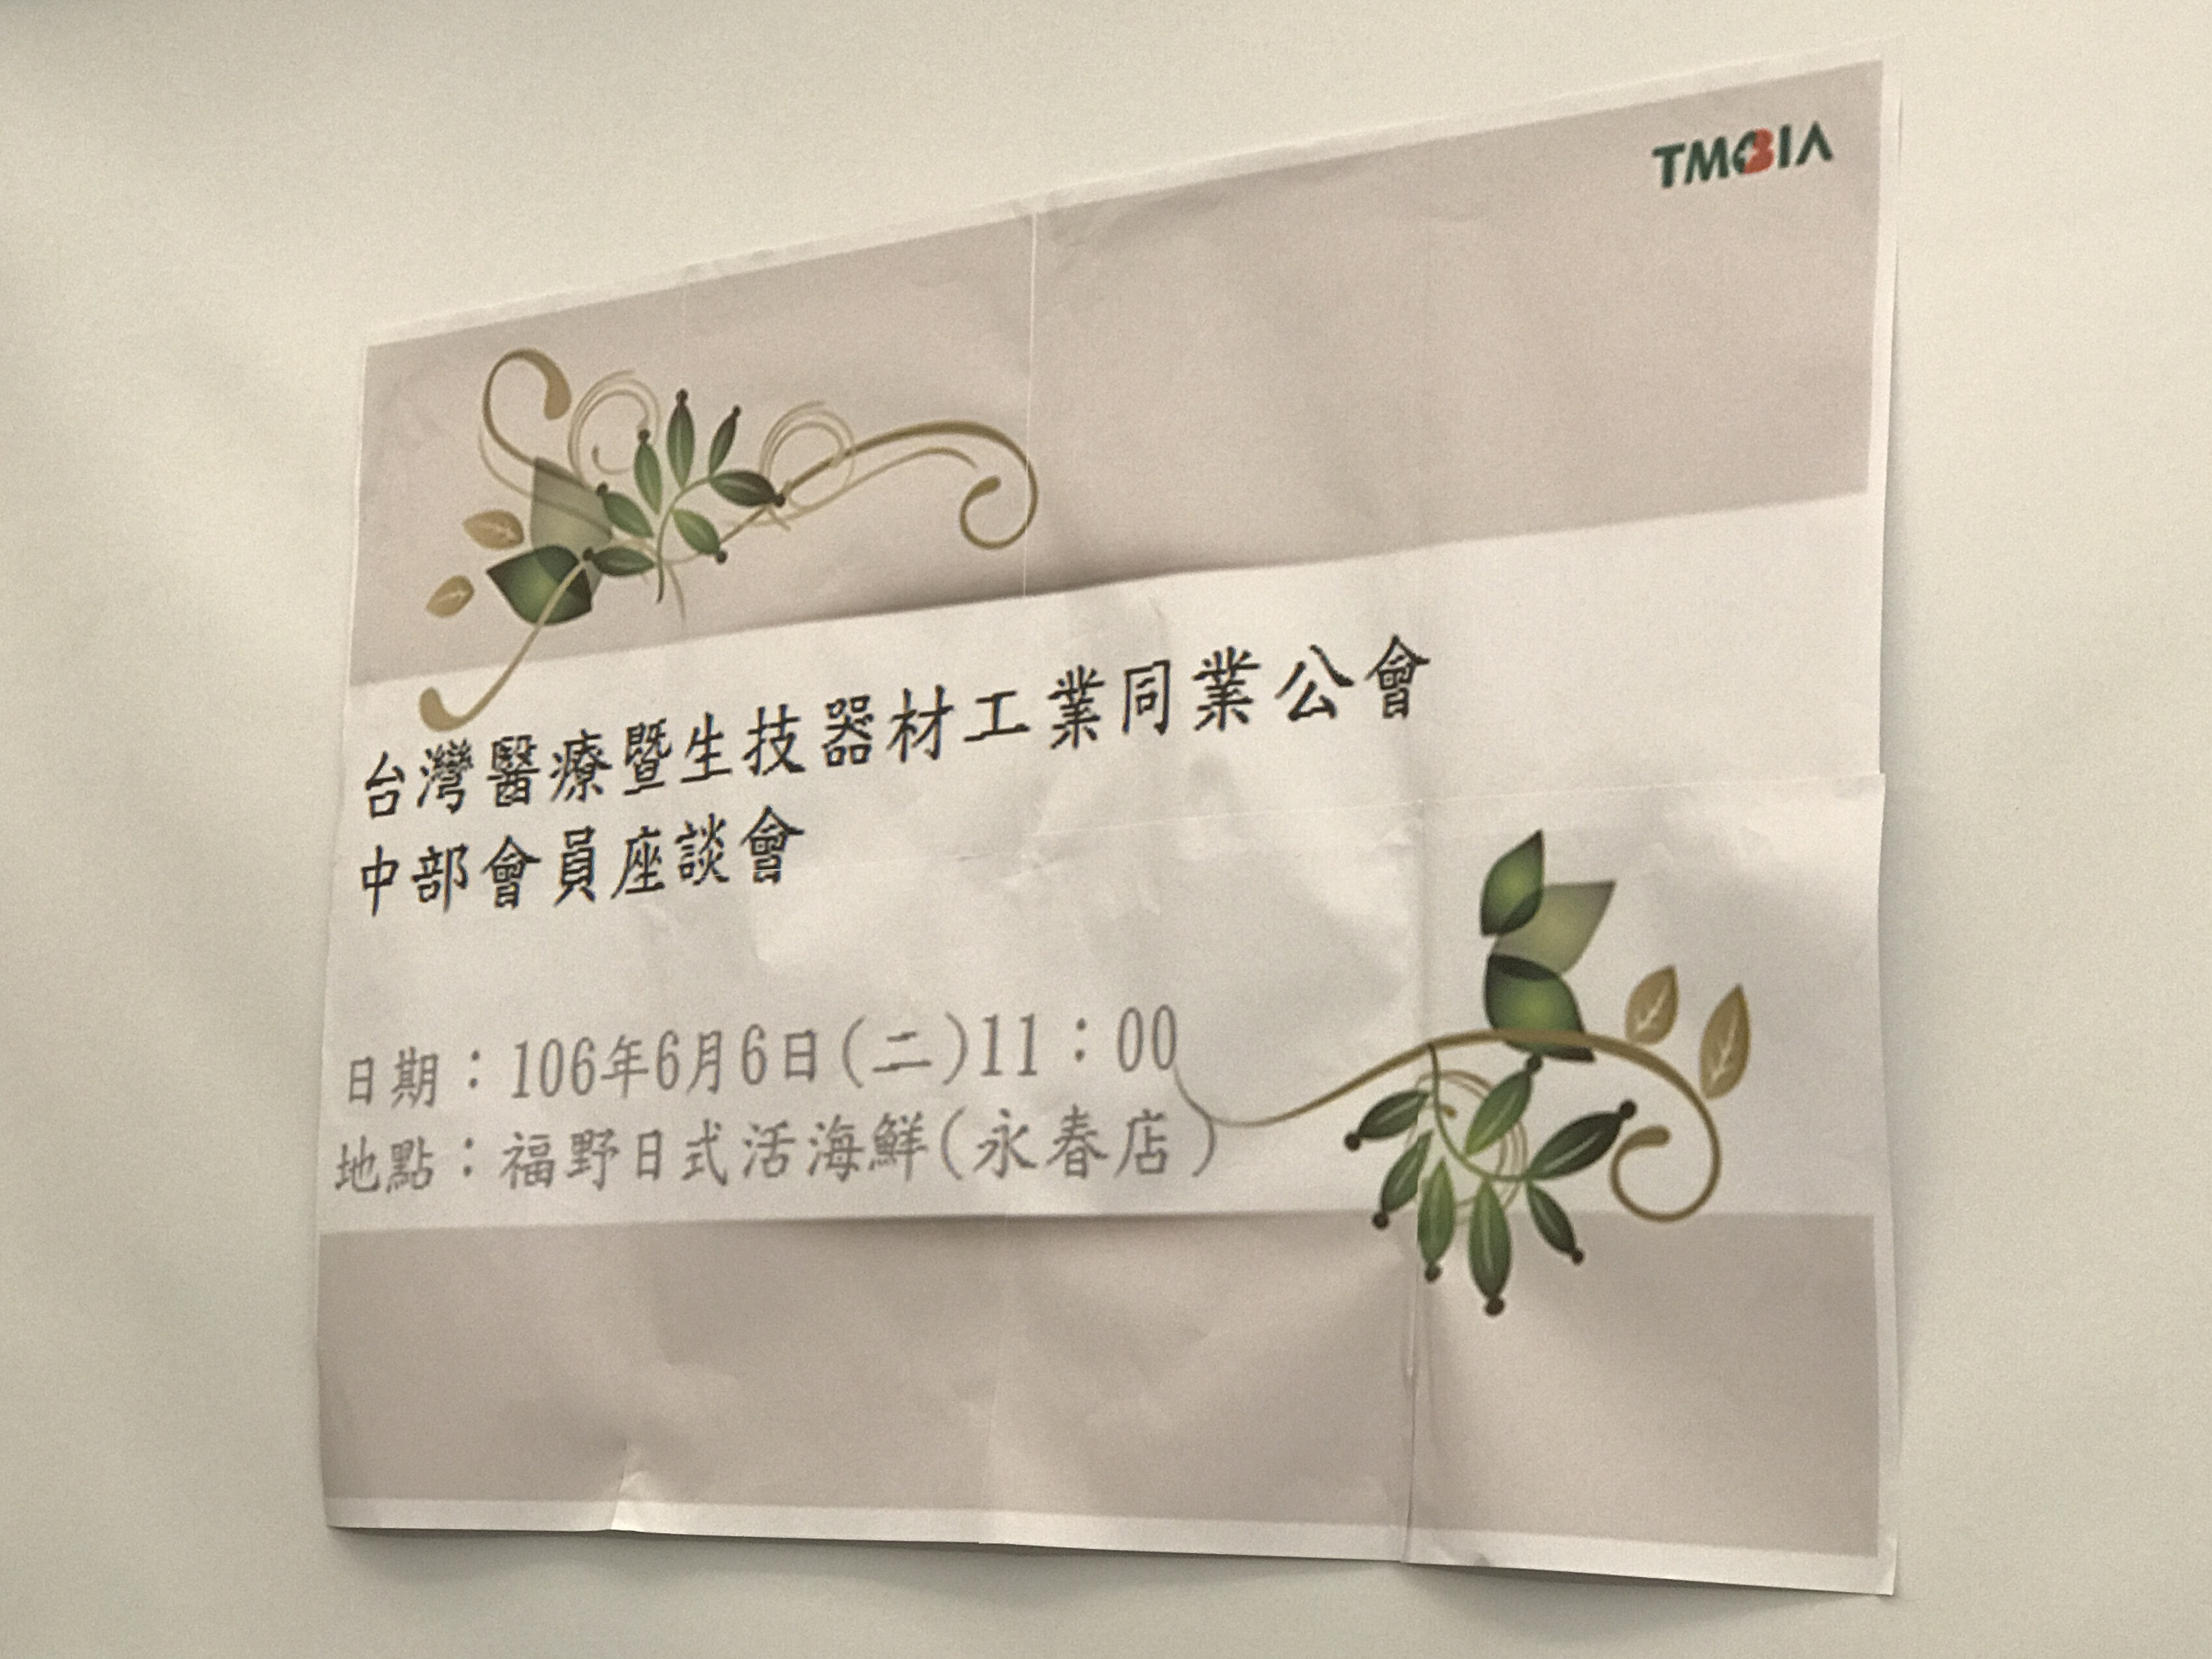 TMBIA
台灣醫療暨生技器材工業同業公會
中部會員座談會
日期：106年6月6日(二)11：00
地點：福野日式活海鮮(永春店)